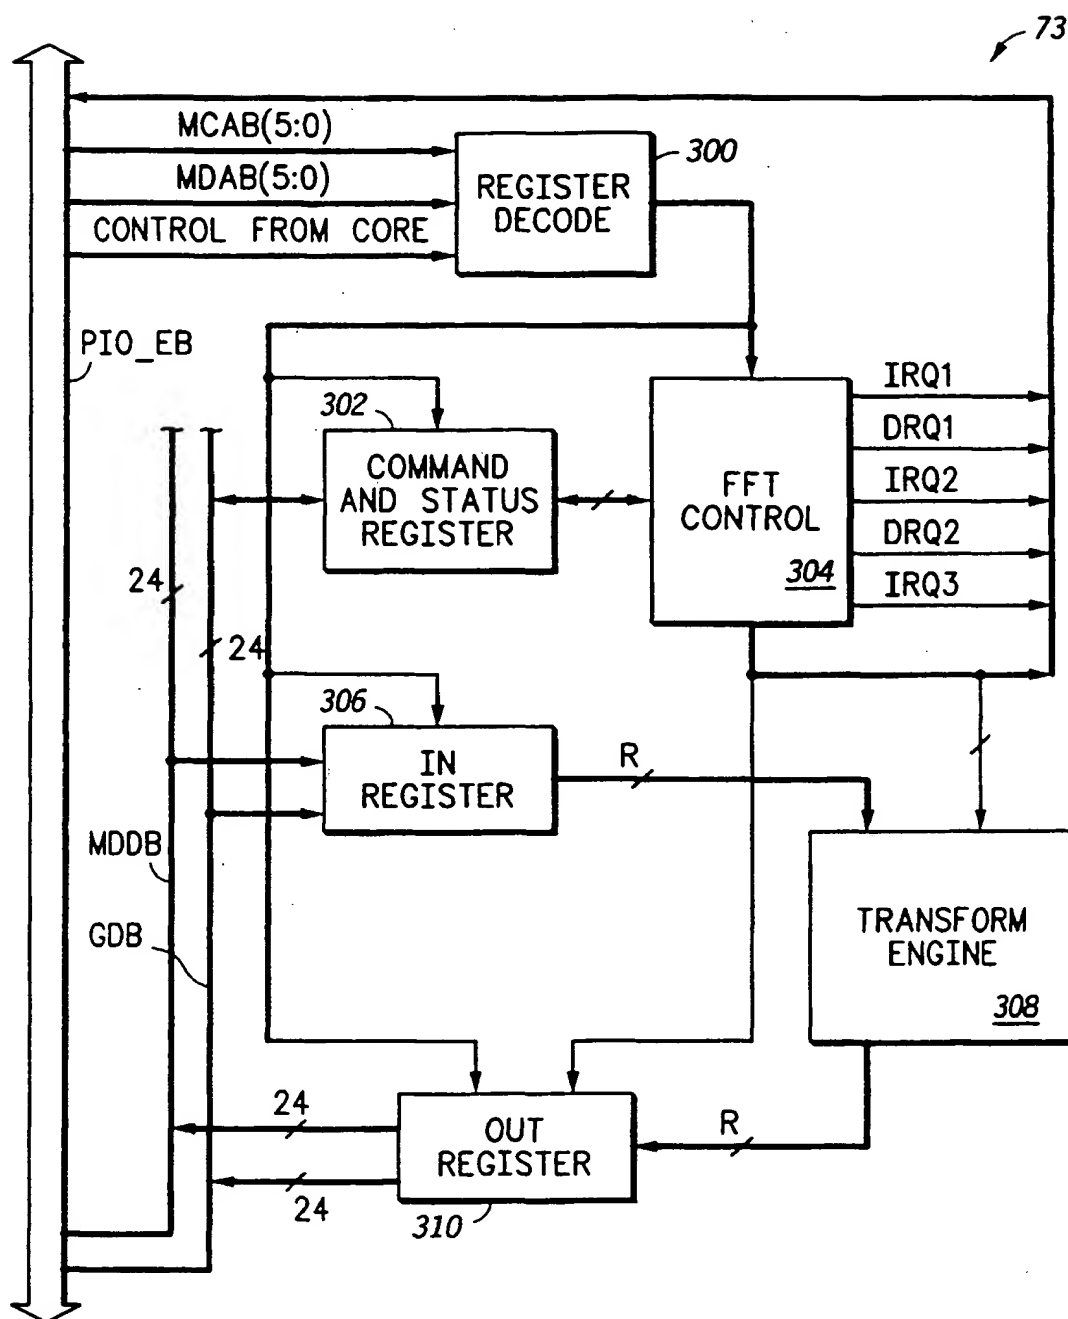 73
MCAB(5:0)
300
MDAB(5:0)
REGISTER
DECODE
CONTROL FROM CORE
PIO_EB
IRQ1
302
DRQ1
COMMAND
AND STATUS
REGISTER
FFT
CONTROL
IRQ2
DRQ2
304
IRQ3
24
24
306
IN
REGISTER
R
MDDB
GDB
TRANSFORM
ENGINE
308
24
OUT
REGISTER
R
24
310